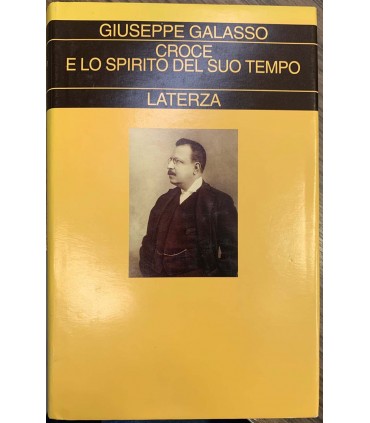 GIUSEPPE GALASSO
CROCE
E LO SPIRITO DEL SUO TEMPO
LATERZA